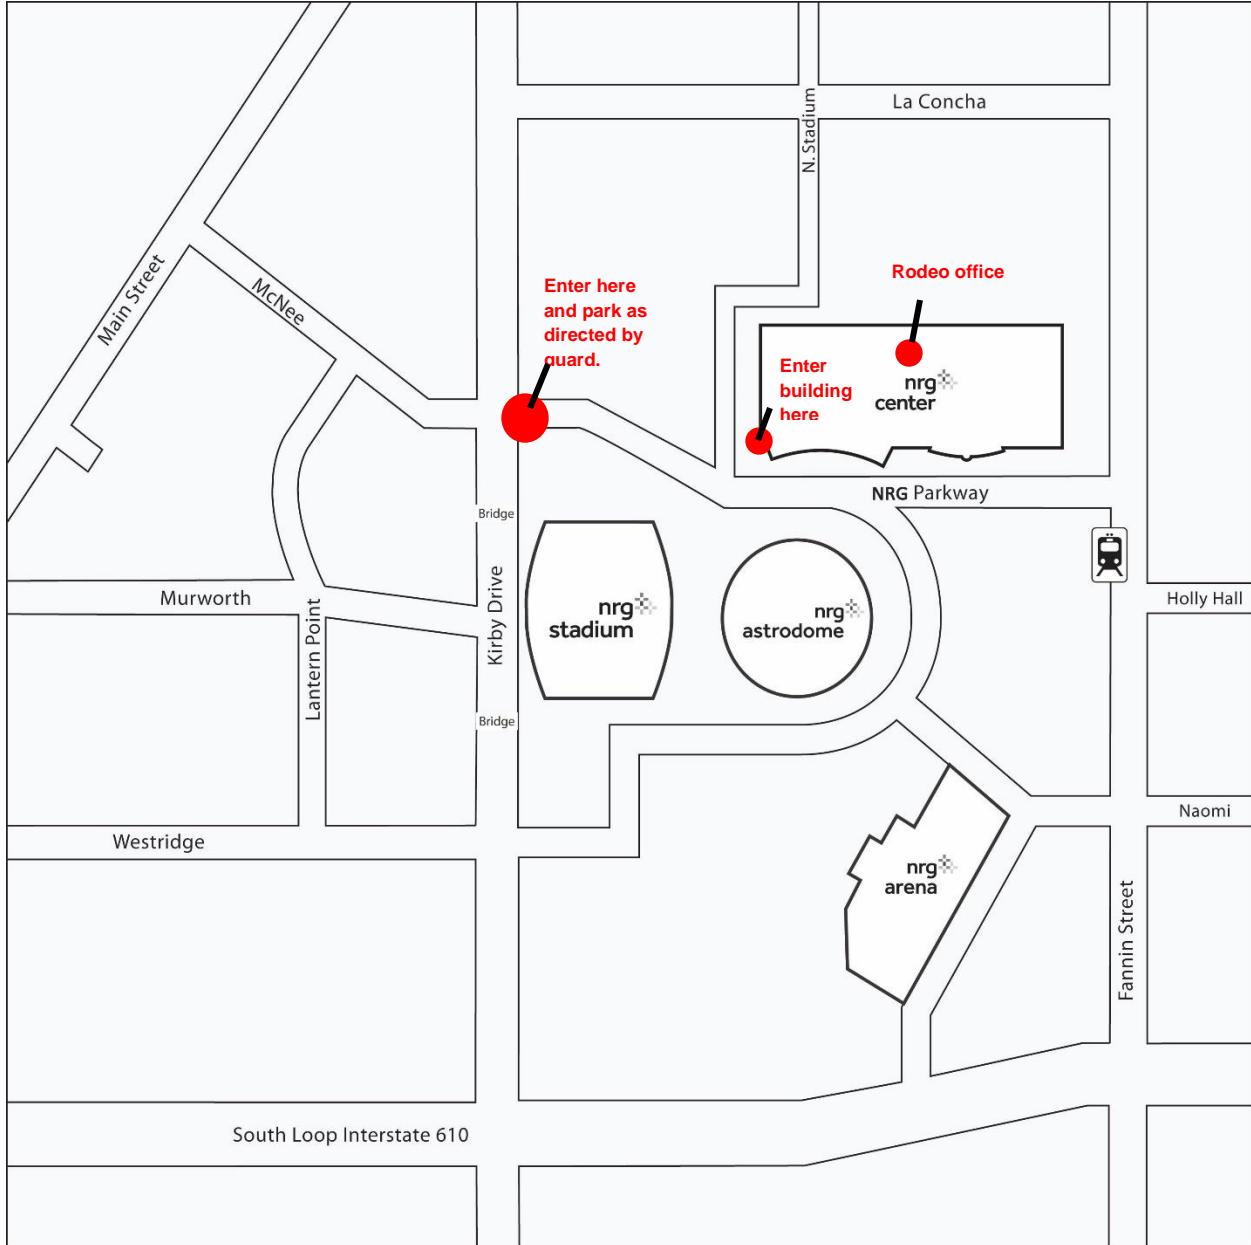 La Concha
N. Stadium
Main Street
McNee
Enter here
and park as
directed by
guard.
Rodeo office
Enter
building
here
nrg
center
NRG Parkway
Bridge
Kirby Drive
Bridge
nrg
stadium
nrg
astrodome
Murworth
Lantern Point
Holly Hall
Westridge
Naomi
nrg
arena
Fannin Street
South Loop Interstate 610